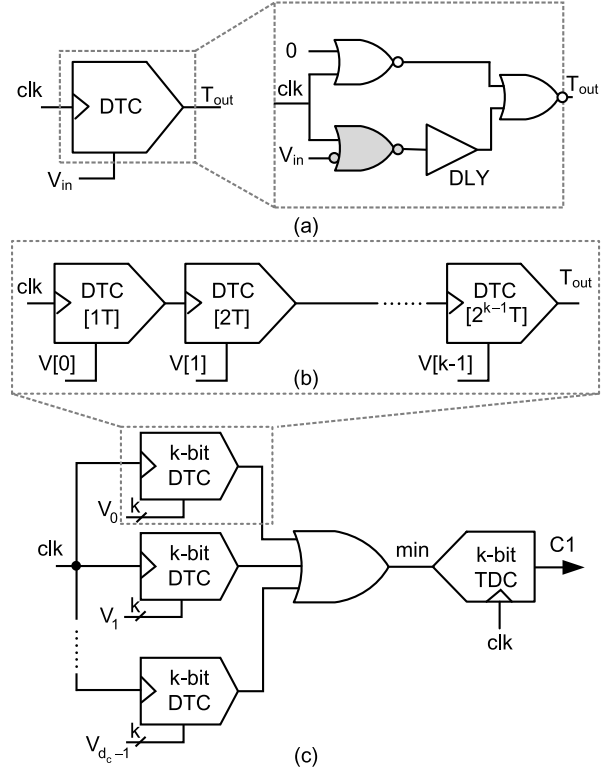 clk
DTC
T_out
V_in
0
clk
V_in
DLY
T_out
(a)
clk
DTC
[1T]
V[0]
DTC
[2T]
V[1]
......
DTC
[2^{k-1}T]
V[k-1]
T_out
(b)
k-bit
DTC
k
V_0
clk
k-bit
DTC
k
V_1
......
k-bit
DTC
k
V_{d_c-1}
min
k-bit
TDC
C1
clk
(c)